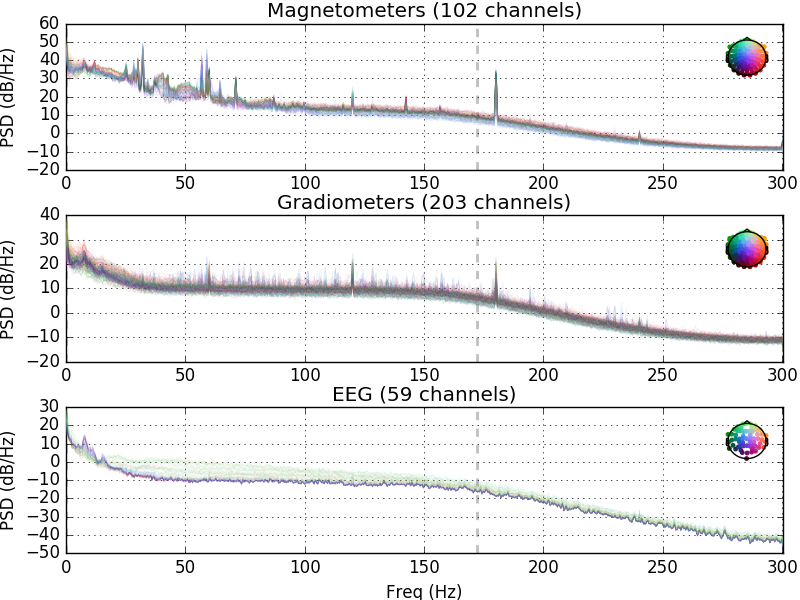 Magnetometers (102 channels)
PSD (dB/Hz)
60
50
40
30
20
10
0
−10
−20
0 50 100 150 200 250 300
Gradiometers (203 channels)
PSD (dB/Hz)
40
30
20
10
0
−10
−20
0 50 100 150 200 250 300
EEG (59 channels)
PSD (dB/Hz)
30
20
10
0
−10
−20
−30
−40
−50
0 50 100 150 200 250 300
Freq (Hz)